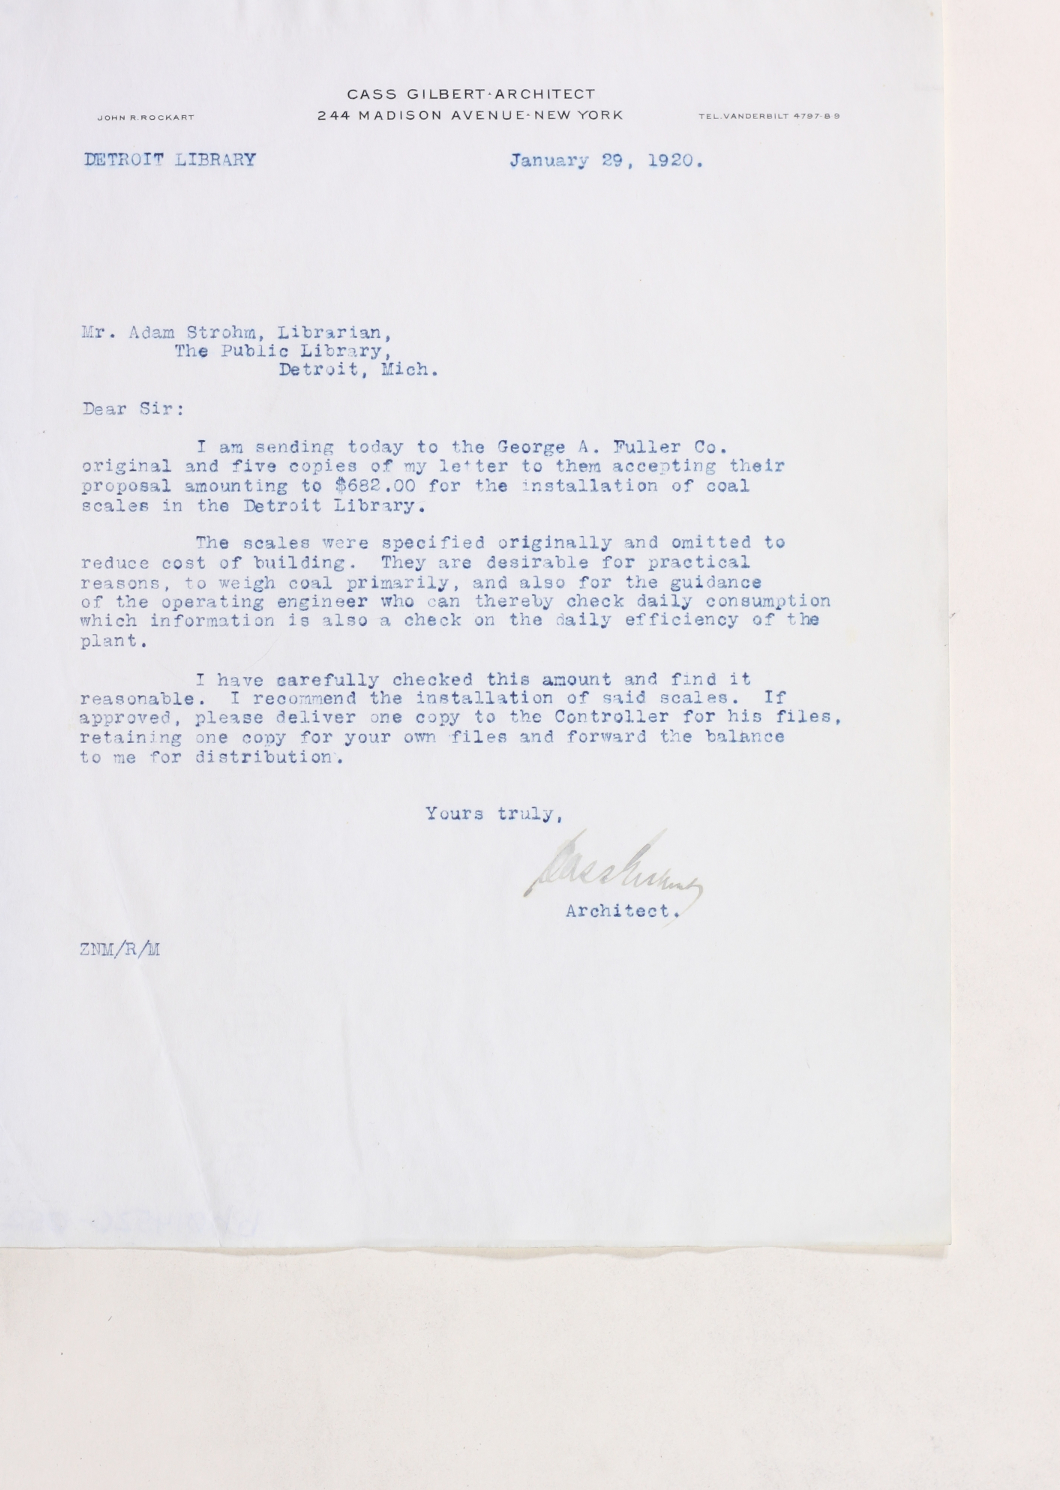 CASS GILBERT·ARCHITECT
JOHN R. ROCKART 244 MADISON AVENUE·NEW YORK TEL. VANDERBILT 4787-89
DETROIT LIBRARY January 29, 1920.
Mr. Adam Strohm, Librarian,
The Public Library,
Detroit, Mich.
Dear Sir:
I am sending today to the George A. Fuller Co.
original and five copies of my letter to them accepting their
proposal amounting to $682.00 for the installation of coal
scales in the Detroit Library.
The scales were specified originally and omitted to
reduce cost of building. They are desirable for practical
reasons, to weigh coal primarily, and also for the guidance
of the operating engineer who can thereby check daily consumption
which information is also a check on the daily efficiency of the
plant.
I have carefully checked this amount and find it
reasonable. I recommend the installation of said scales. If
approved, please deliver one copy to the Controller for his files,
retaining one copy for your own files and forward the balance
to me for distribution.
Yours truly,
Cass Gilbert
Architect.
ZNM/R/M